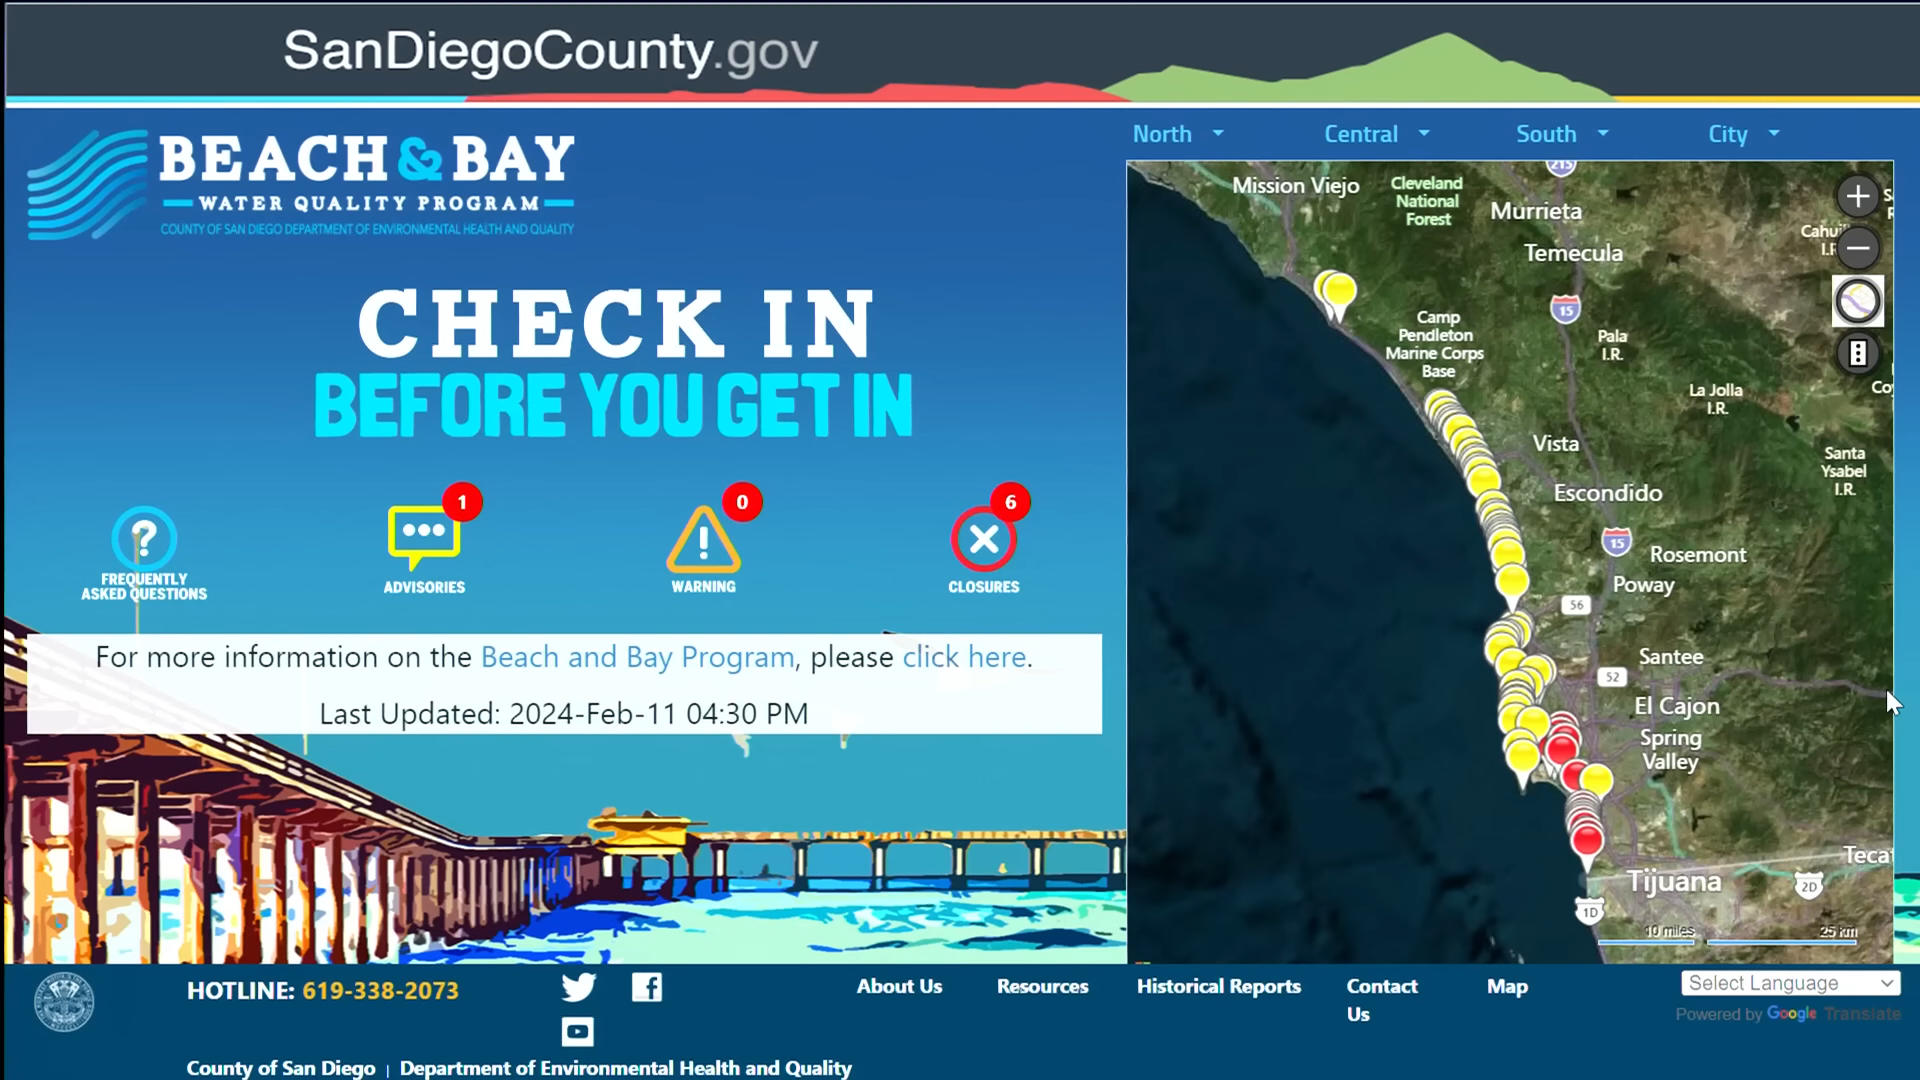 SanDiegoCounty.gov
BEACH & BAY
WATER QUALITY PROGRAM
COUNTY OF SAN DIEGO DEPARTMENT OF ENVIRONMENTAL HEALTH AND QUALITY
North
Central
South
City
CHECK IN
BEFORE YOU GET IN
?
FREQUENTLY
ASKED QUESTIONS
1
ADVISORIES
0
!
WARNING
6
CLOSURES
For more information on the Beach and Bay Program, please click here.
Last Updated: 2024-Feb-11 04:30 PM
215
Mission Viejo
Cleveland
National
Forest
Murrieta
Temecula
15
Camp
Pendleton
Marine Corps
Base
Pala
I.R.
La Jolla
I.R.
Vista
Santa
Ysabel
I.R.
Escondido
15
Rosemont
Poway
56
Santee
52
El Cajon
Spring
Valley
Tijuana
2D
1D
10 miles
25 km
HOTLINE: 619-338-2073
About Us
Resources
Historical Reports
Contact
Us
Map
Select Language
Powered by Google Translate
County of San Diego | Department of Environmental Health and Quality